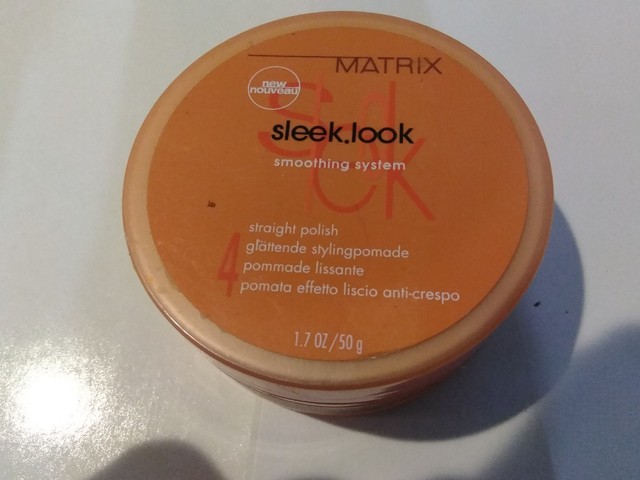 MATRIX
new
nouveau
sleek.look
smoothing system
straight polish
glättende stylingpomade
4
pommade lissante
pomata effetto liscio anti-crespo
1.7 OZ/50 g